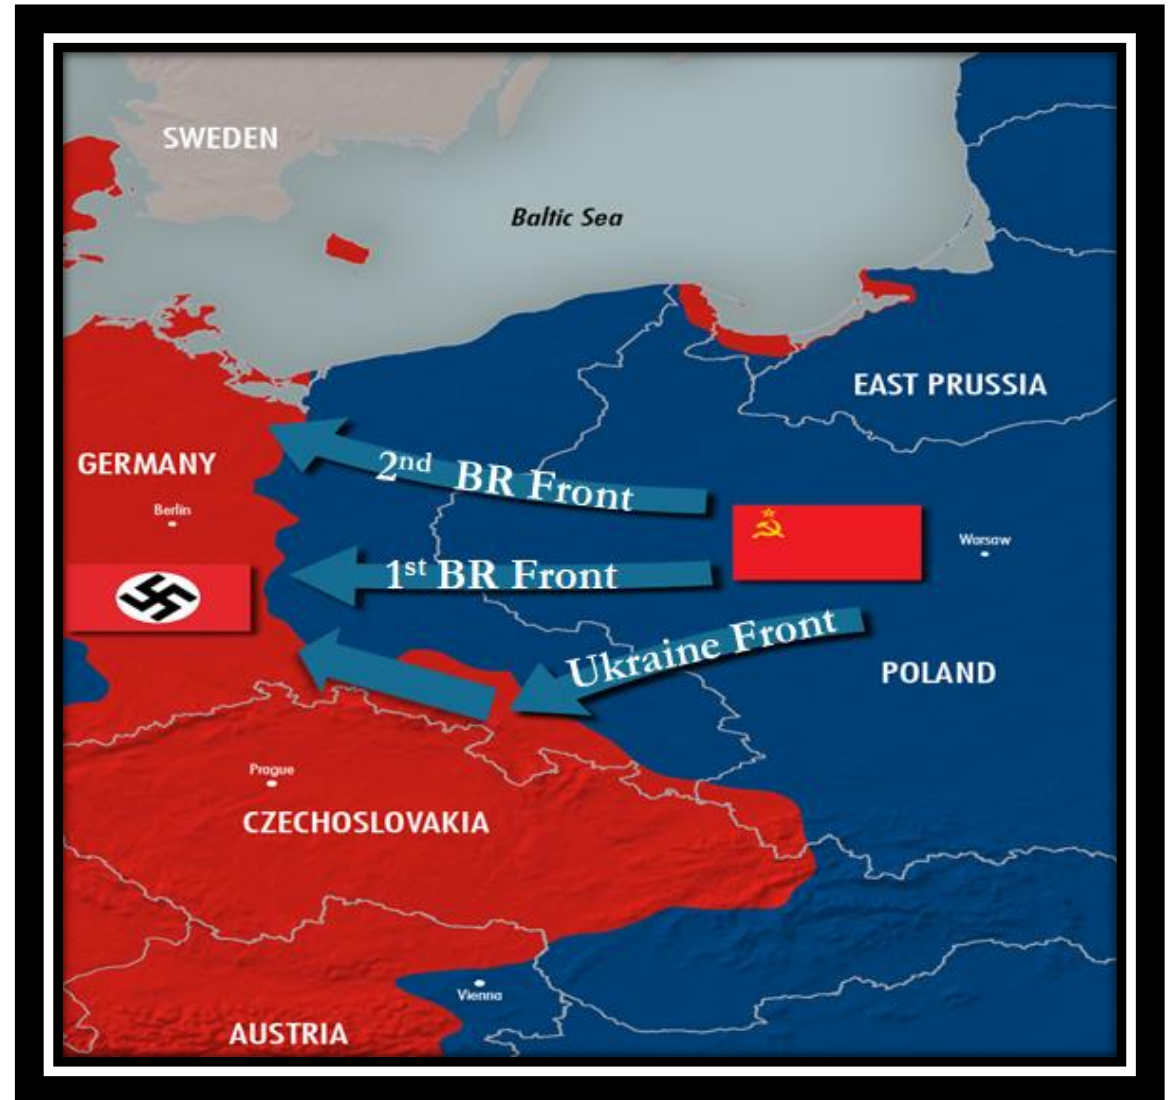 SWEDEN
Baltic Sea
EAST PRUSSIA
GERMANY
2nd BR Front
Berlin
Warsaw
1st BR Front
Ukraine Front
POLAND
Prague
CZECHOSLOVAKIA
Vienna
AUSTRIA